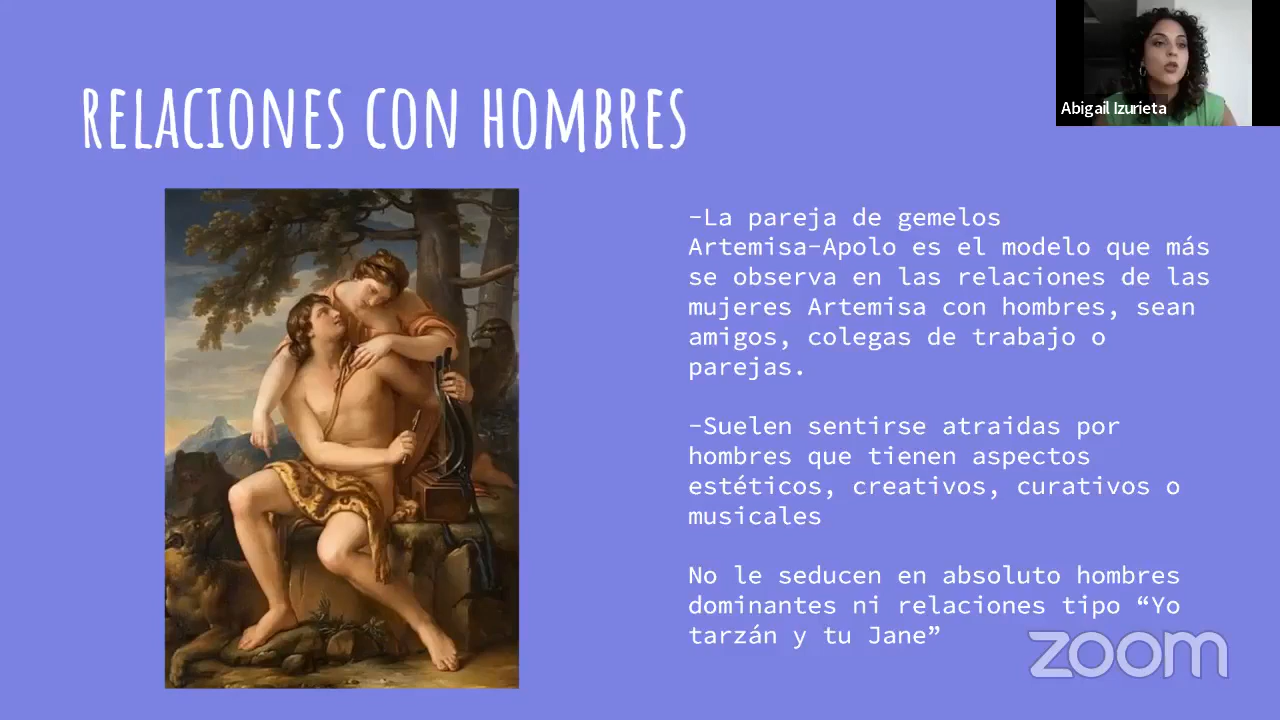 RELACIONES CON HOMBRES
Abigail Izurieta
-La pareja de gemelos
Artemisa-Apolo es el modelo que más
se observa en las relaciones de las
mujeres Artemisa con hombres, sean
amigos, colegas de trabajo o
parejas.
-Suelen sentirse atraidas por
hombres que tienen aspectos
estéticos, creativos, curativos o
musicales
No le seducen en absoluto hombres
dominantes ni relaciones tipo “Yo
tarzán y tu Jane”
zoom